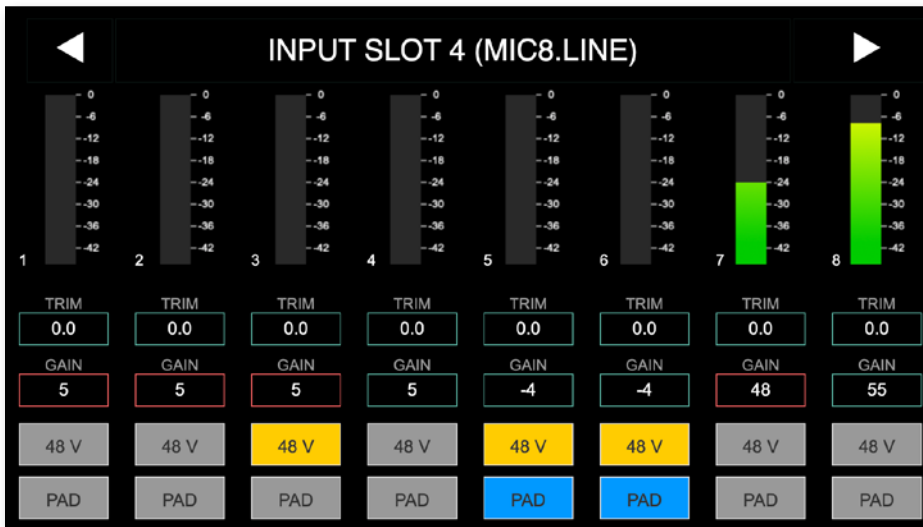 INPUT SLOT 4 (MIC8.LINE)
0 0 0 0 0 0 0 0
-6 -6 -6 -6 -6 -6 -6 -6
-12 -12 -12 -12 -12 -12 -12 -12
-18 -18 -18 -18 -18 -18 -18 -18
-24 -24 -24 -24 -24 -24 -24 -24
-30 -30 -30 -30 -30 -30 -30 -30
-36 -36 -36 -36 -36 -36 -36 -36
-42 -42 -42 -42 -42 -42 -42 -42
1 2 3 4 5 6 7 8
TRIM TRIM TRIM TRIM TRIM TRIM TRIM TRIM
0.0 0.0 0.0 0.0 0.0 0.0 0.0 0.0
GAIN GAIN GAIN GAIN GAIN GAIN GAIN GAIN
5 5 5 5 -4 -4 48 55
48 V 48 V 48 V 48 V 48 V 48 V 48 V 48 V
PAD PAD PAD PAD PAD PAD PAD PAD